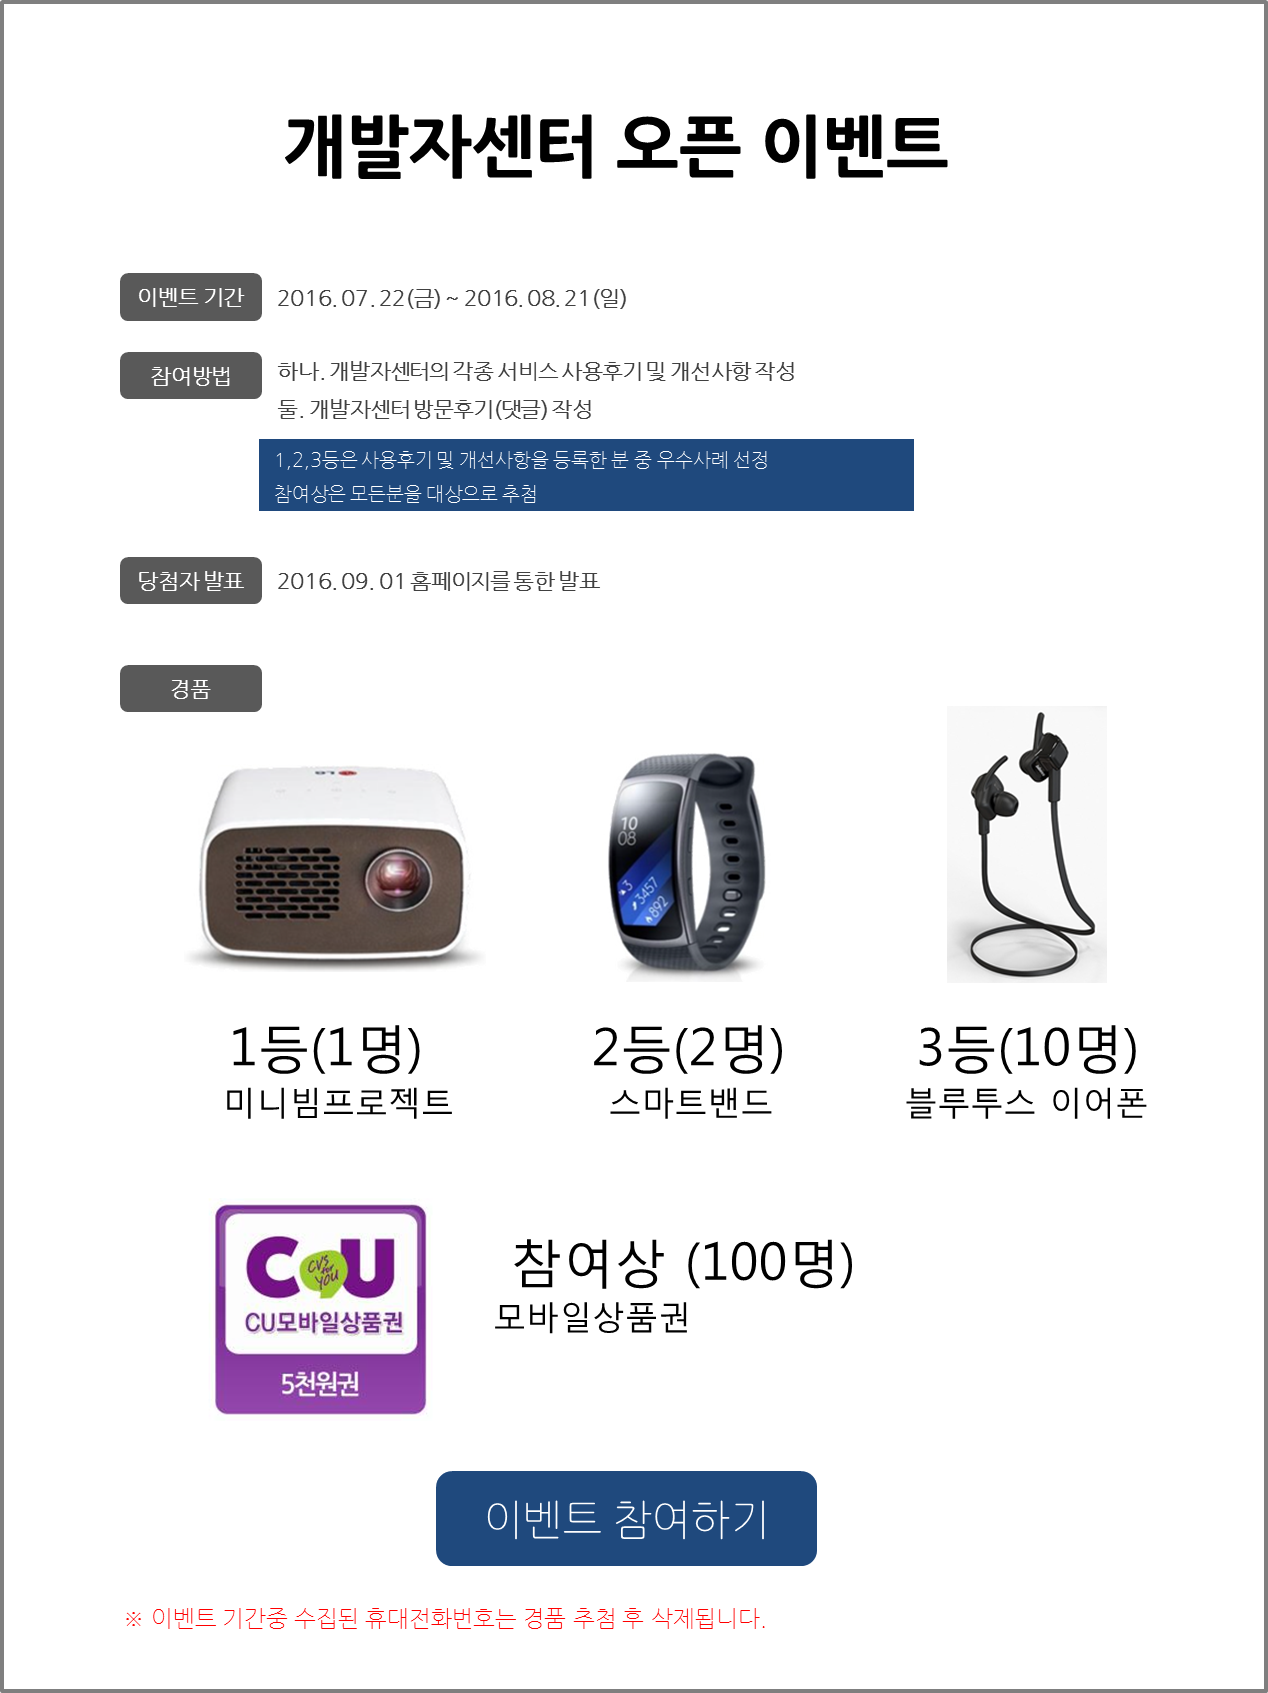 개발자센터 오픈 이벤트
이벤트 기간 2016. 07. 22(금) ~ 2016. 08. 21(일)
참여방법 하나. 개발자센터의 각종 서비스 사용후기 및 개선사항 작성
둘. 개발자센터 방문후기(댓글) 작성
1,2,3등은 사용후기 및 개선사항을 등록한 분 중 우수사례 선정
참여상은 모든분을 대상으로 추첨
당첨자 발표 2016. 09. 01 홈페이지를 통한 발표
경품
LG
10
08
3
3457
892
1등(1명) 2등(2명) 3등(10명)
미니빔프로젝트 스마트밴드 블루투스 이어폰
CU
CVS for YOU
CU모바일상품권
5천원권
참여상 (100명)
모바일상품권
이벤트 참여하기
※ 이벤트 기간중 수집된 휴대전화번호는 경품 추첨 후 삭제됩니다.